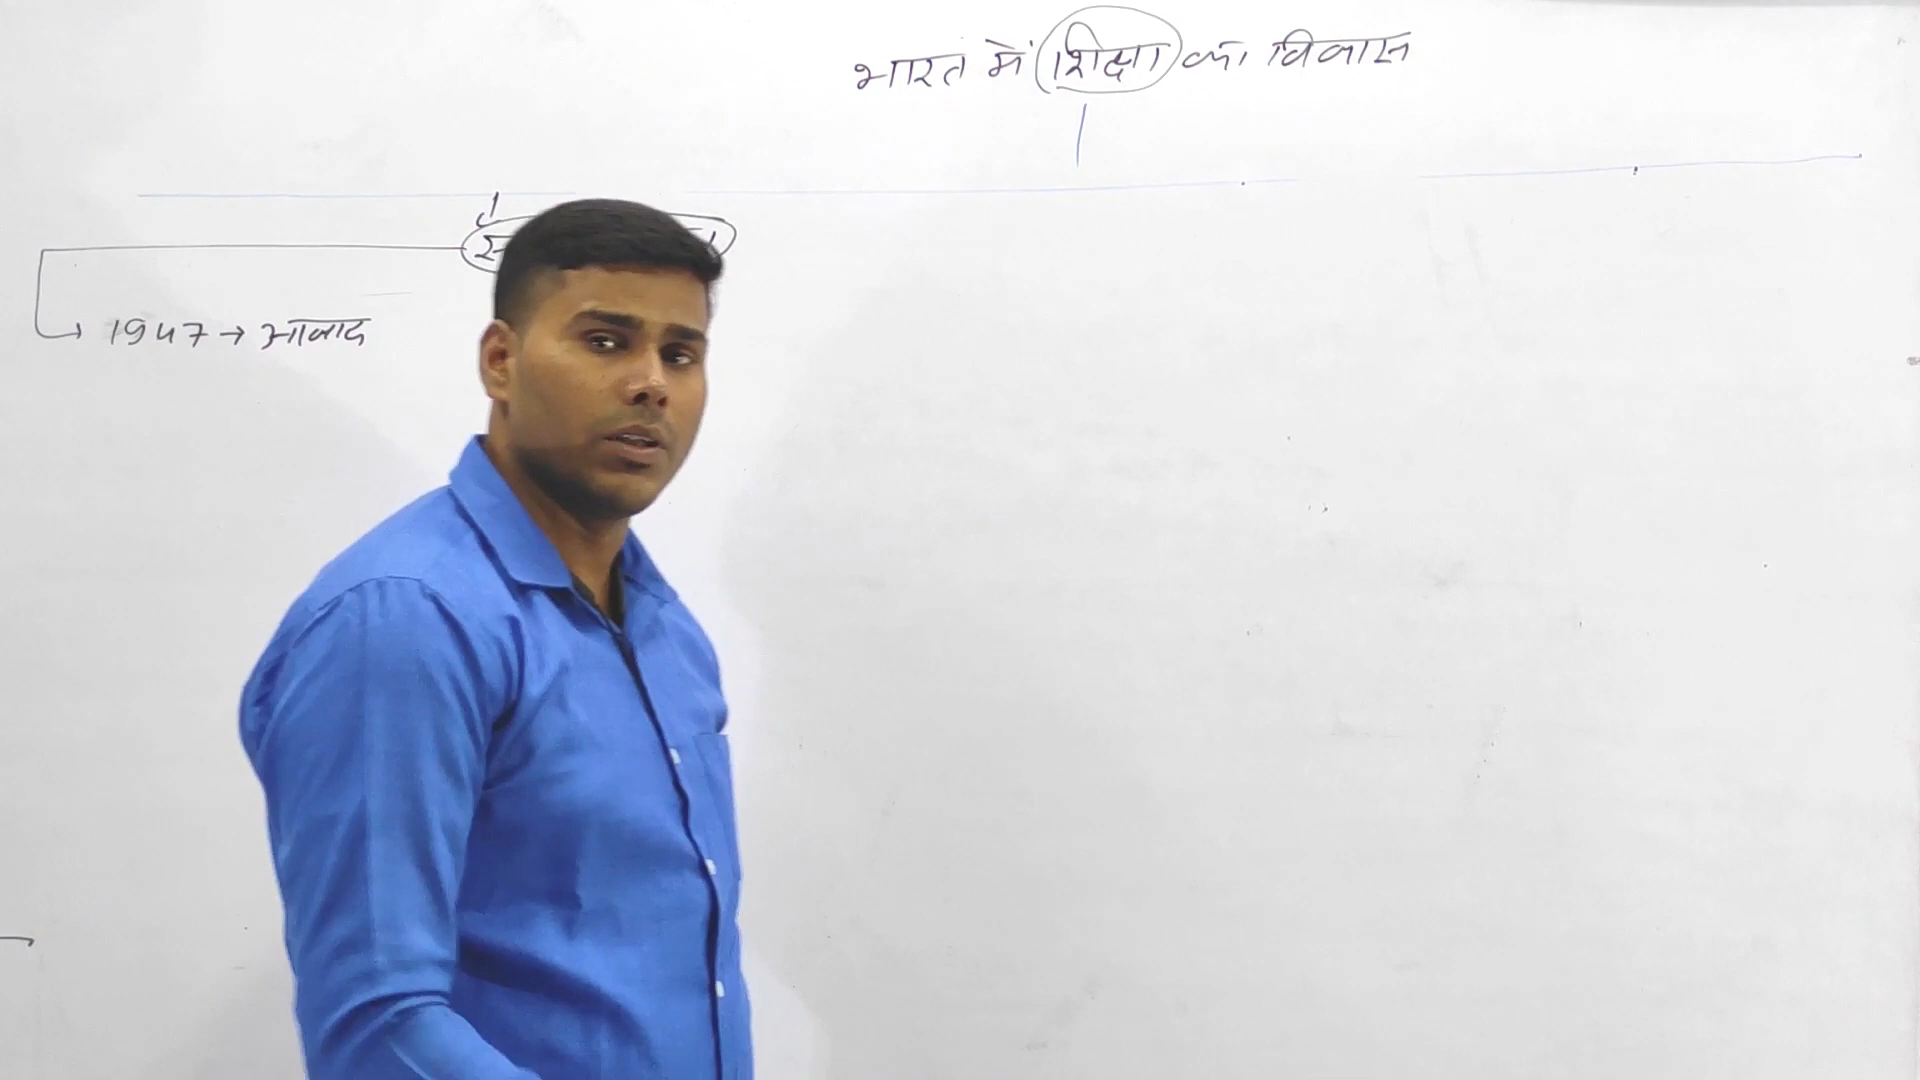 भारत में शिक्षा का विकास
1947 → आजाद